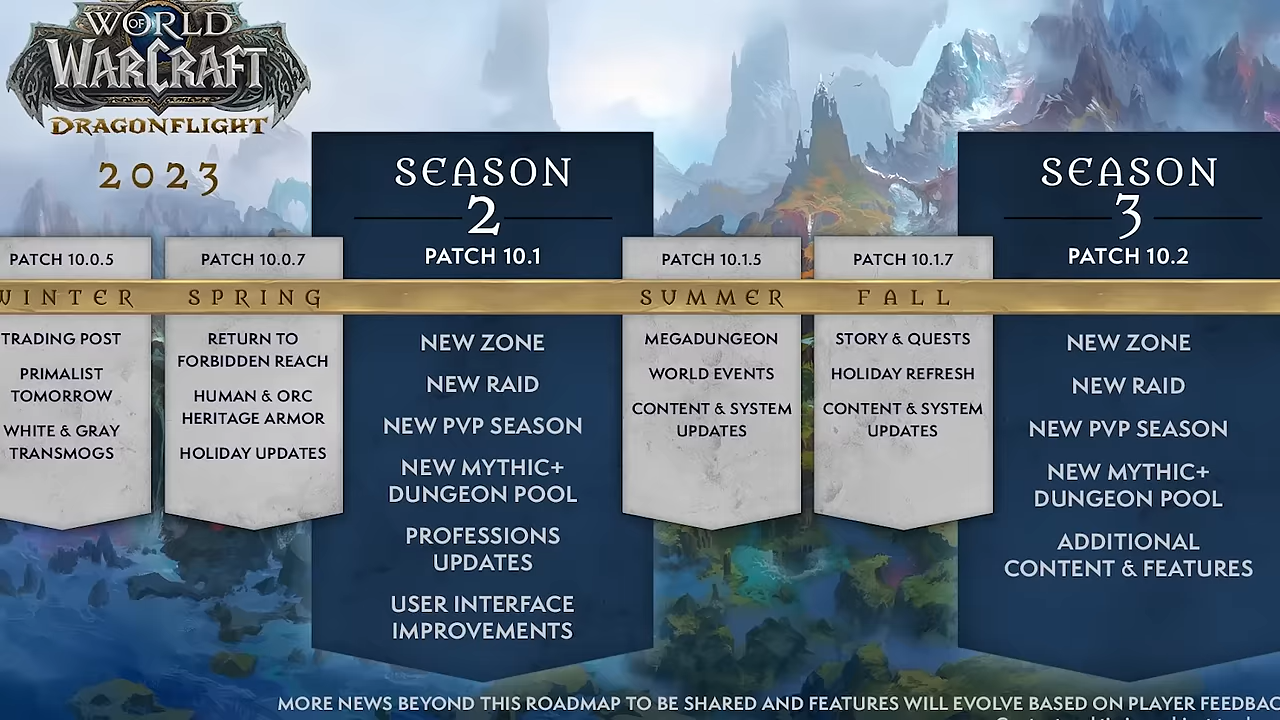 WORLD
OF
WARCRAFT
DRAGONFLIGHT
2023
PATCH 10.0.5
WINTER
TRADING POST
PRIMALIST
TOMORROW
WHITE & GRAY
TRANSMOGS
PATCH 10.0.7
SPRING
RETURN TO
FORBIDDEN REACH
HUMAN & ORC
HERITAGE ARMOR
HOLIDAY UPDATES
SEASON
2
PATCH 10.1
NEW ZONE
NEW RAID
NEW PVP SEASON
NEW MYTHIC+
DUNGEON POOL
PROFESSIONS
UPDATES
USER INTERFACE
IMPROVEMENTS
PATCH 10.1.5
SUMMER
MEGADUNGEON
WORLD EVENTS
CONTENT & SYSTEM
UPDATES
PATCH 10.1.7
FALL
STORY & QUESTS
HOLIDAY REFRESH
CONTENT & SYSTEM
UPDATES
SEASON
3
PATCH 10.2
NEW ZONE
NEW RAID
NEW PVP SEASON
NEW MYTHIC+
DUNGEON POOL
ADDITIONAL
CONTENT & FEATURES
MORE NEWS BEYOND THIS ROADMAP TO BE SHARED AND FEATURES WILL EVOLVE BASED ON PLAYER FEEDBAC